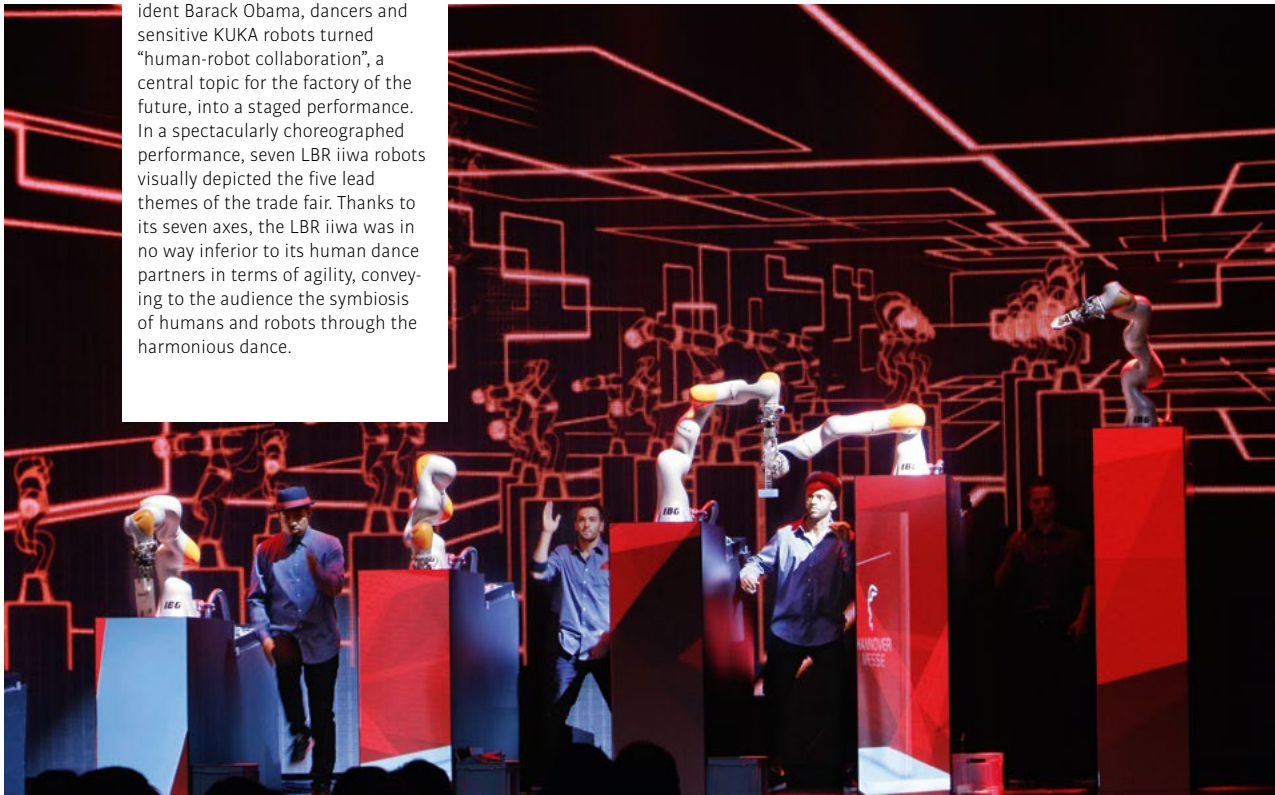 ident Barack Obama, dancers and
sensitive KUKA robots turned
“human-robot collaboration”, a
central topic for the factory of the
future, into a staged performance.
In a spectacularly choreographed
performance, seven LBR iiwa robots
visually depicted the five lead
themes of the trade fair. Thanks to
its seven axes, the LBR iiwa was in
no way inferior to its human dance
partners in terms of agility, convey-
ing to the audience the symbiosis
of humans and robots through the
harmonious dance.
IBG
IBG
IBG
IBG
HANNOVER
MESSE